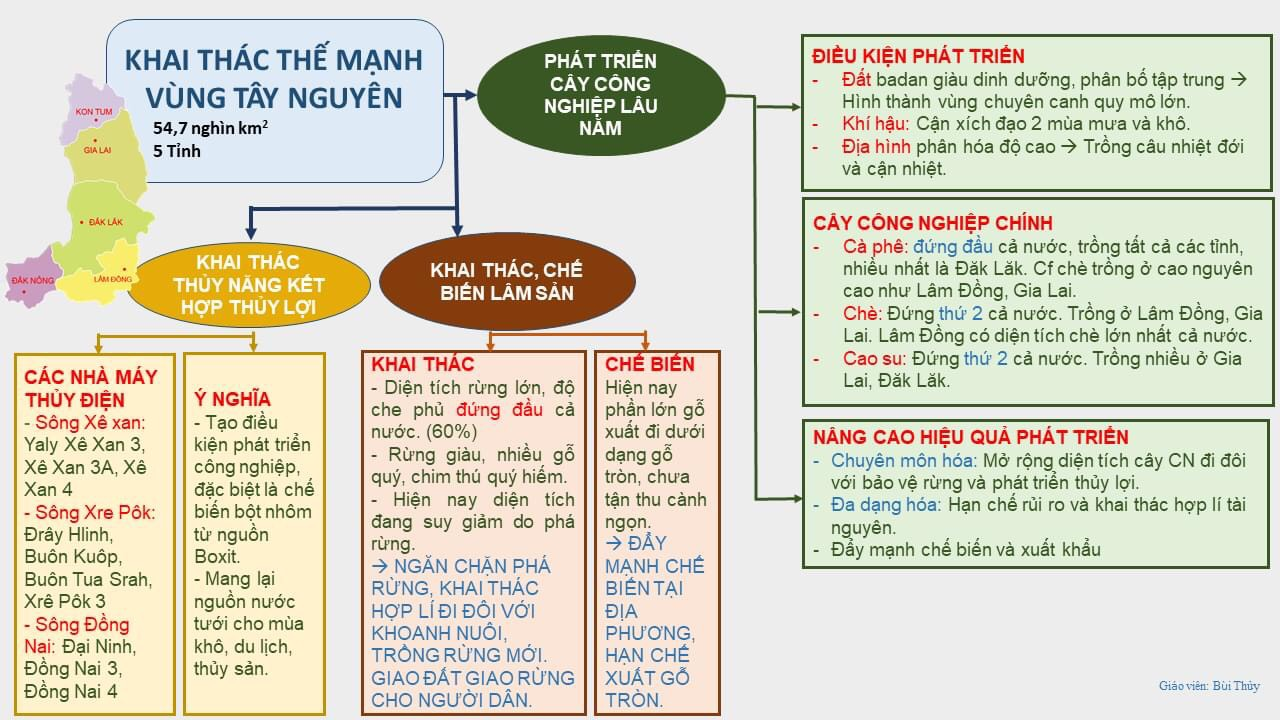 KHAI THÁC THẾ MẠNH
VÙNG TÂY NGUYÊN
54,7 nghìn km²
5 Tỉnh
KON TUM
GIA LAI
ĐĂK LĂK
ĐĂK NÔNG
LÂM ĐỒNG
PHÁT TRIỂN
CÂY CÔNG
NGHIỆP LÂU
NĂM
ĐIỀU KIỆN PHÁT TRIỂN
- Đất badan giàu dinh dưỡng, phân bố tập trung →
Hình thành vùng chuyên canh quy mô lớn.
- Khí hậu: Cận xích đạo 2 mùa mưa và khô.
- Địa hình phân hóa độ cao → Trồng câu nhiệt đới
và cận nhiệt.
CÂY CÔNG NGHIỆP CHÍNH
- Cà phê: đứng đầu cả nước, trồng tất cả các tỉnh,
nhiều nhất là Đăk Lăk. Cf chè trồng ở cao nguyên
cao như Lâm Đồng, Gia Lai.
- Chè: Đứng thứ 2 cả nước. Trồng ở Lâm Đồng, Gia
Lai. Lâm Đồng có diện tích chè lớn nhất cả nước.
- Cao su: Đứng thứ 2 cả nước. Trồng nhiều ở Gia
Lai, Đăk Lăk.
NÂNG CAO HIỆU QUẢ PHÁT TRIỂN
- Chuyên môn hóa: Mở rộng diện tích cây CN đi đôi
với bảo vệ rừng và phát triển thủy lợi.
- Đa dạng hóa: Hạn chế rủi ro và khai thác hợp lí tài
nguyên.
- Đẩy mạnh chế biến và xuất khẩu
KHAI THÁC
THỦY NĂNG KẾT
HỢP THỦY LỢI
CÁC NHÀ MÁY
THỦY ĐIỆN
- Sông Xê xan:
Yaly Xê Xan 3,
Xê Xan 3A, Xê
Xan 4
- Sông Xre Pôk:
Đrây Hlinh,
Buôn Kuôp,
Buôn Tua Srah,
Xrê Pôk 3
- Sông Đồng
Nai: Đại Ninh,
Đồng Nai 3,
Đồng Nai 4
Ý NGHĨA
- Tạo điều
kiện phát triển
công nghiệp,
đặc biệt là chế
biến bột nhôm
từ nguồn
Boxit.
- Mang lại
nguồn nước
tưới cho mùa
khô, du lịch,
thủy sản.
KHAI THÁC, CHẾ
BIẾN LÂM SẢN
KHAI THÁC
- Diện tích rừng lớn, độ
che phủ đứng đầu cả
nước. (60%)
- Rừng giàu, nhiều gỗ
quý, chim thú quý hiếm.
- Hiện nay diện tích
đang suy giảm do phá
rừng.
→ NGĂN CHẶN PHÁ
RỪNG, KHAI THÁC
HỢP LÍ ĐI ĐÔI VỚI
KHOANH NUÔI,
TRỒNG RỪNG MỚI.
GIAO ĐẤT GIAO RỪNG
CHO NGƯỜI DÂN.
CHẾ BIẾN
Hiện nay
phần lớn gỗ
xuất đi dưới
dạng gỗ
tròn, chưa
tận thu cành
ngọn.
→ ĐẨY
MẠNH CHẾ
BIẾN TẠI
ĐỊA
PHƯƠNG,
HẠN CHẾ
XUẤT GỖ
TRÒN.
Giáo viên: Bùi Thủy